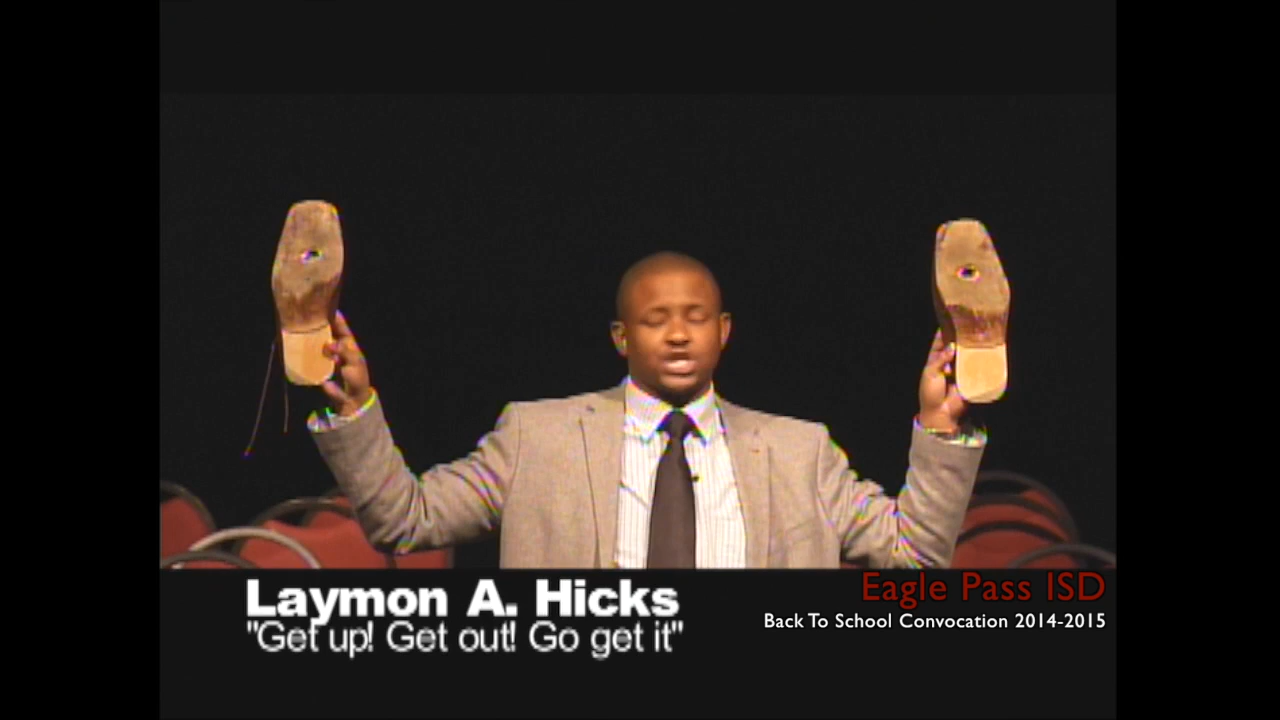 Laymon A. Hicks
"Get up! Get out! Go get it"
Eagle Pass ISD
Back To School Convocation 2014-2015